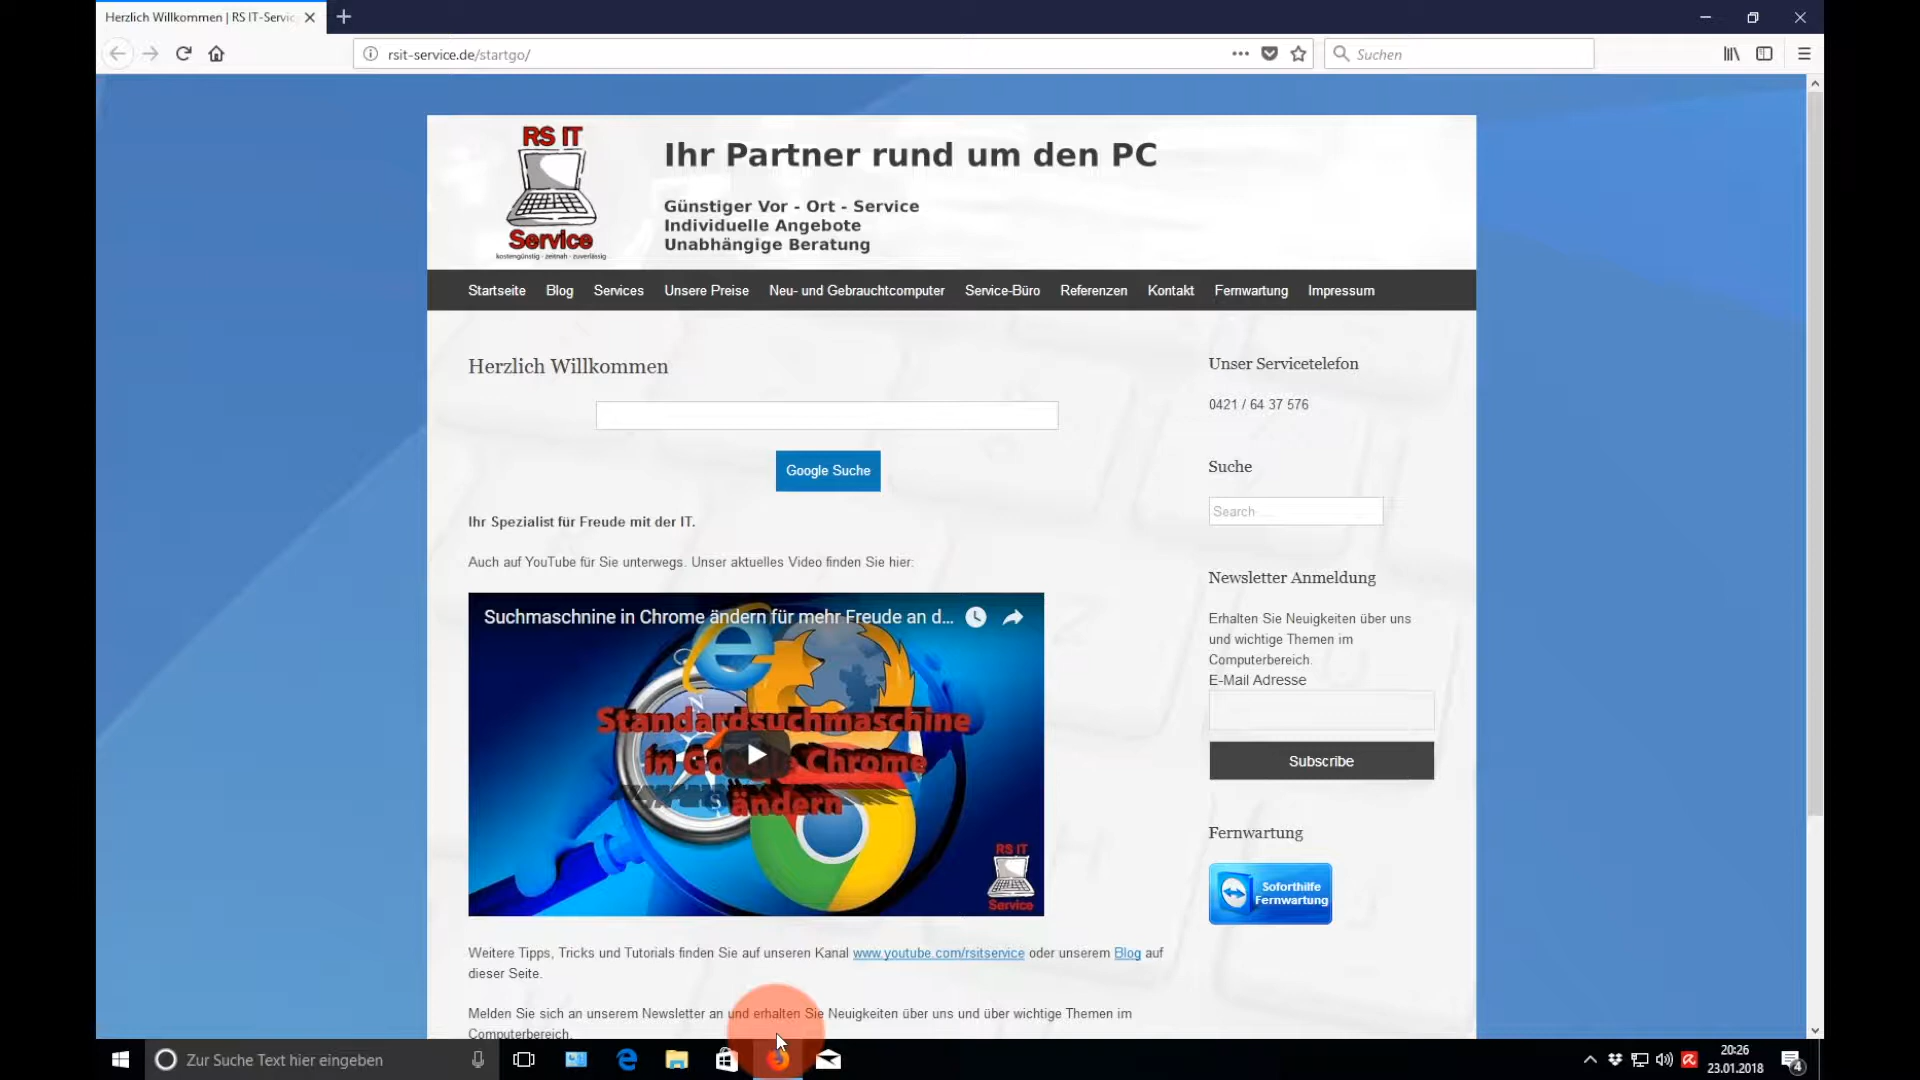 Herzlich Willkommen | RS IT-Servic
rsit-service.de/startgo/
Suchen
RS IT
Service
kostengünstig - zeitnah - zuverlässig
Ihr Partner rund um den PC
Günstiger Vor - Ort - Service
Individuelle Angebote
Unabhängige Beratung
Startseite Blog Services Unsere Preise Neu- und Gebrauchtcomputer Service-Büro Referenzen Kontakt Fernwartung Impressum
Herzlich Willkommen
Google Suche
Ihr Spezialist für Freude mit der IT.
Auch auf YouTube für Sie unterwegs. Unser aktuelles Video finden Sie hier:
Suchmaschnine in Chrome ändern für mehr Freude an d...
Standardsuchmaschine
in Google Chrome
ändern
RS IT
Service
Weitere Tipps, Tricks und Tutorials finden Sie auf unseren Kanal www.youtube.com/rsitservice oder unserem Blog auf
dieser Seite.
Melden Sie sich an unserem Newsletter an und erhalten Sie Neuigkeiten über uns und über wichtige Themen im
Computerbereich.
Unser Servicetelefon
0421 / 64 37 576
Suche
Search …
Newsletter Anmeldung
Erhalten Sie Neuigkeiten über uns
und wichtige Themen im
Computerbereich.
E-Mail Adresse
Subscribe
Fernwartung
Soforthilfe
Fernwartung
Zur Suche Text hier eingeben
20:26
23.01.2018
4